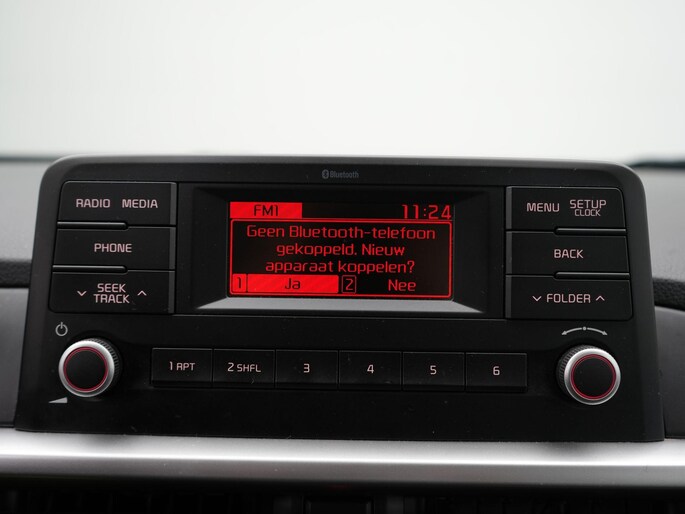 Bluetooth
RADIO MEDIA
FM1 11:24
MENU SETUP
CLOCK
PHONE
Geen Bluetooth-telefoon
gekoppeld. Nieuw
apparaat koppelen?
1 Ja 2 Nee
BACK
SEEK
TRACK
FOLDER
1 RPT 2 SHFL 3 4 5 6